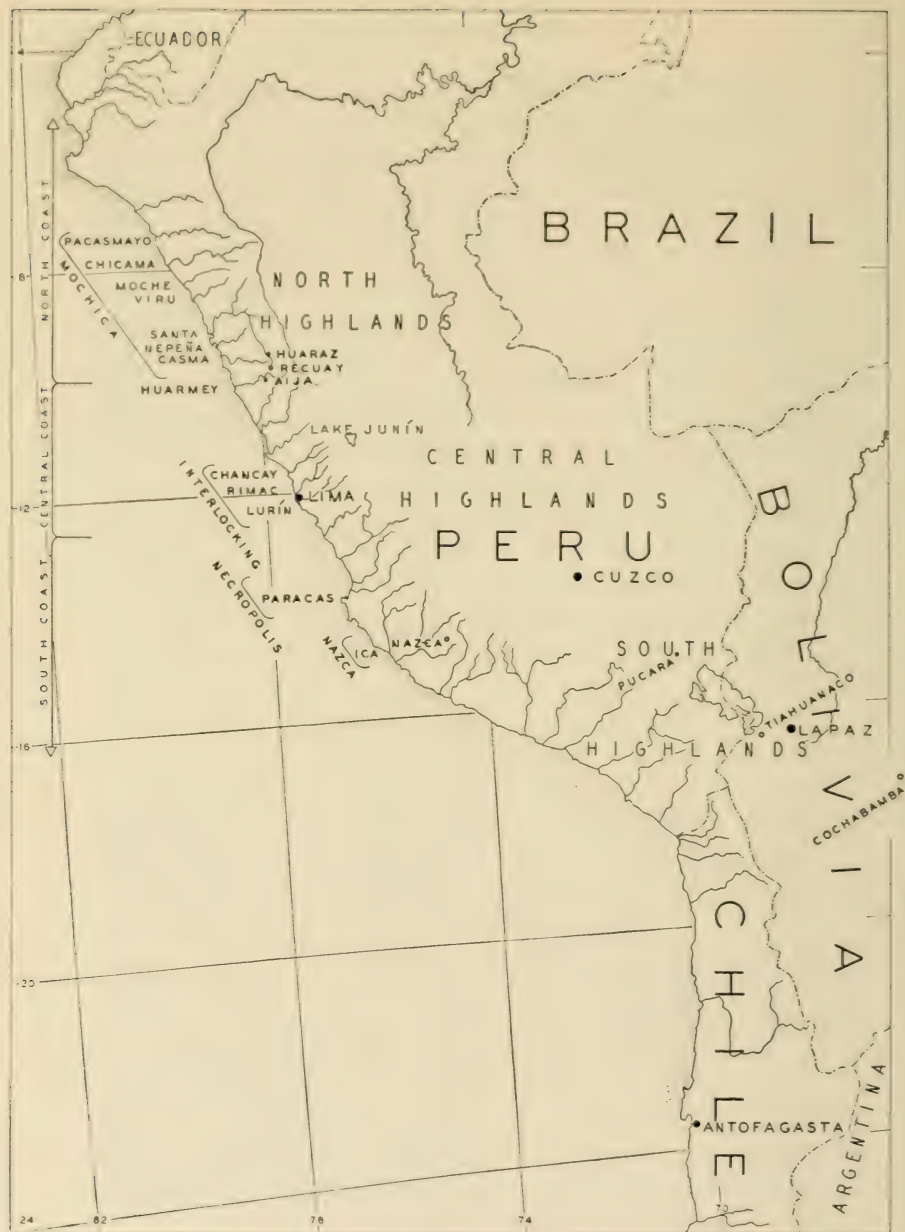 ECUADOR
4
BRAZIL
NORTH COAST
PACASMAYO
CHICAMA
MOCHE
VIRU
MOCHICA
8
NORTH
HIGHLANDS
SANTA
NEPEÑA
CASMA
HUARMEY
HUARAZ
RECUAY
AIJA.
CENTRAL COAST
LAKE JUNÍN
CENTRAL
HIGHLANDS
CHANCAY
RIMAC
LURÍN
INTERLOCKING
12
LIMA
PERU
CUZCO
BOLIVIA
SOUTH COAST
NECROPOLIS
PARACAS
NAZCA
ICA
NAZCA
SOUTH
PUCARA
TIAHUANACO
LAPAZ
HIGHLANDS
16
COCHABAMBA
CHILE
20
ANTOFAGASTA
ARGENTINA
24
82
78
74
70